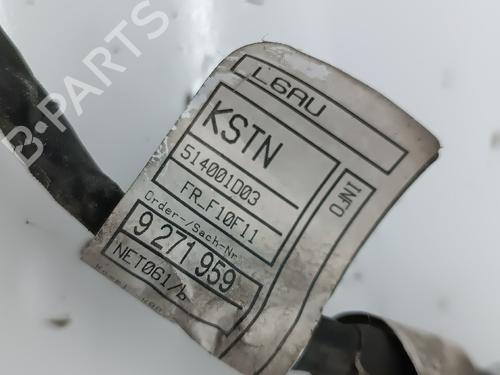 B-PARTS
L6AU
KSTN
514001D03
FR_F10F11
Order-/Sach-Nr
9 271 959
NET061/b
INFO